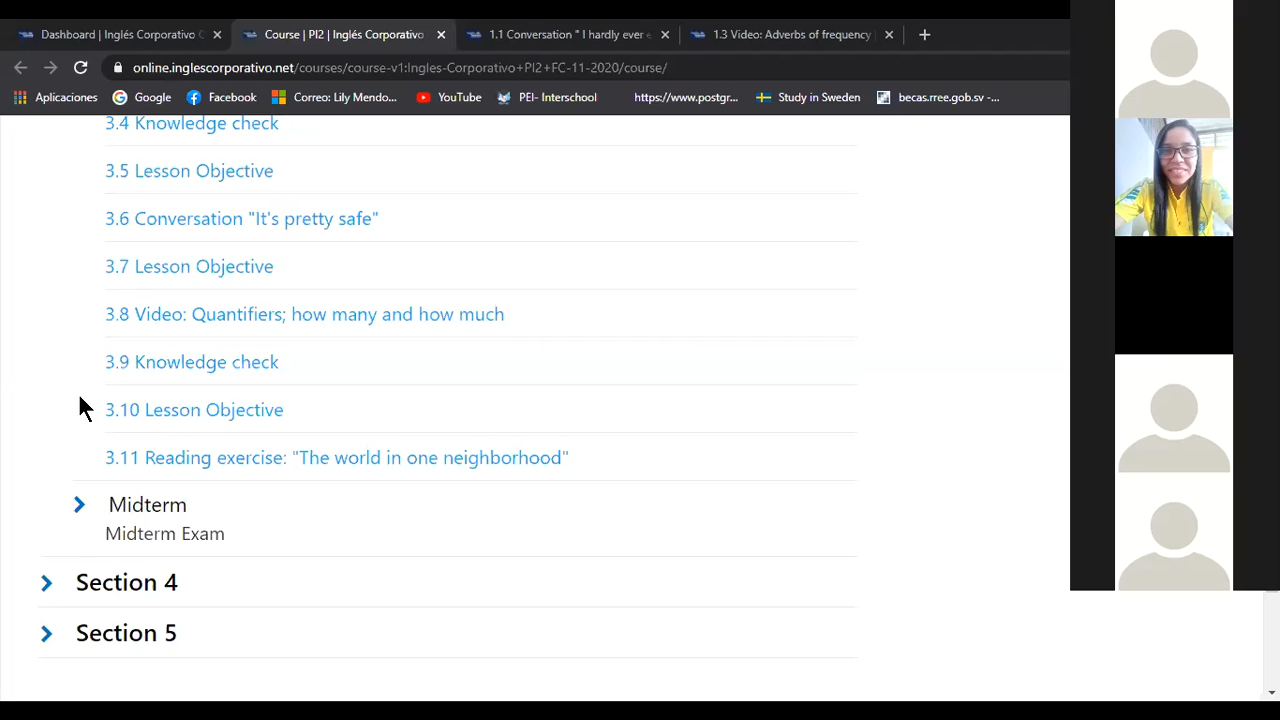 Dashboard | Inglés Corporativo C
Course | PI2 | Inglés Corporativo
1.1 Conversation " I hardly ever e
1.3 Video: Adverbs of frequency |
online.inglescorporativo.net/courses/course-v1:Ingles-Corporativo+PI2+FC-11-2020/course/
Aplicaciones
Google
Facebook
Correo: Lily Mendo...
YouTube
PEI- Interschool
https://www.postgr...
Study in Sweden
becas.rree.gob.sv -...
3.4 Knowledge check
3.5 Lesson Objective
3.6 Conversation "It's pretty safe"
3.7 Lesson Objective
3.8 Video: Quantifiers; how many and how much
3.9 Knowledge check
3.10 Lesson Objective
3.11 Reading exercise: "The world in one neighborhood"
Midterm
Midterm Exam
Section 4
Section 5